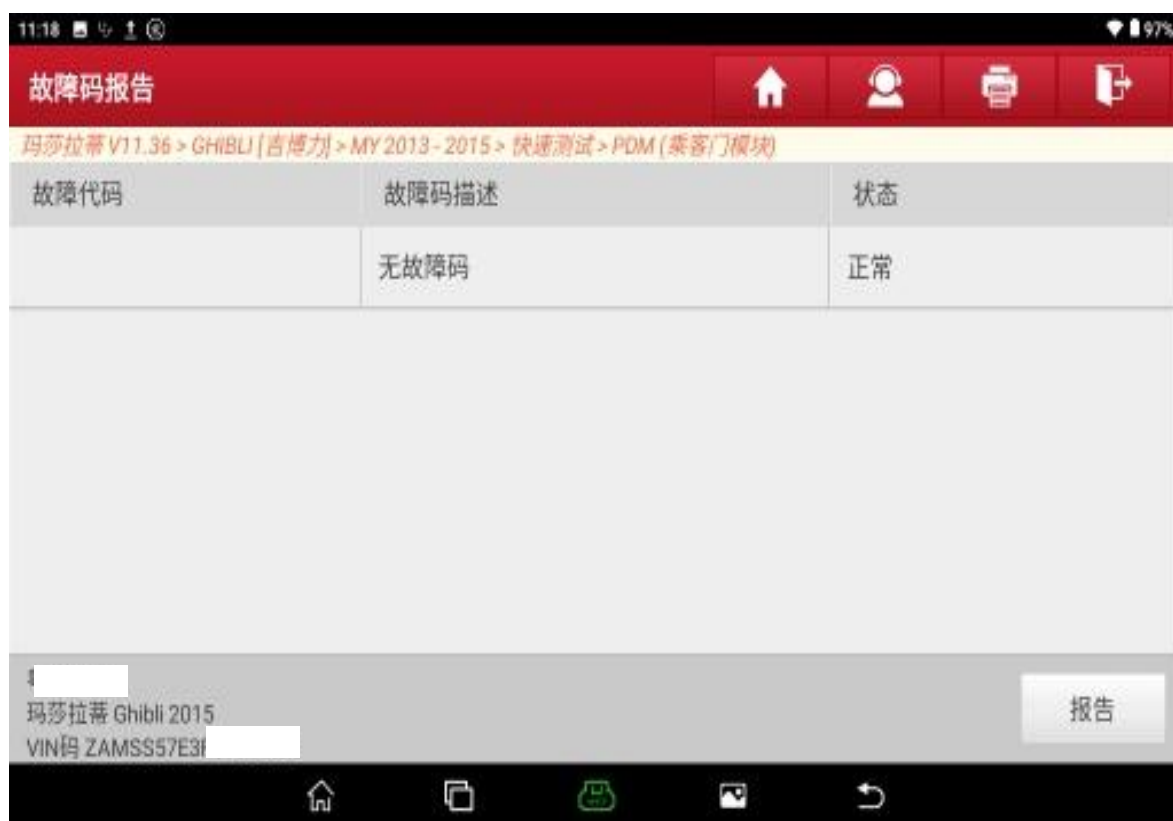 11:18
97%
故障码报告
玛莎拉蒂 V11.36 > GHIBLI [吉博力] > MY 2013 - 2015 > 快速测试 > PDM (乘客门模块)
故障代码 故障码描述 状态
无故障码 正常
玛莎拉蒂 Ghibli 2015
VIN码 ZAMSS57E3
报告